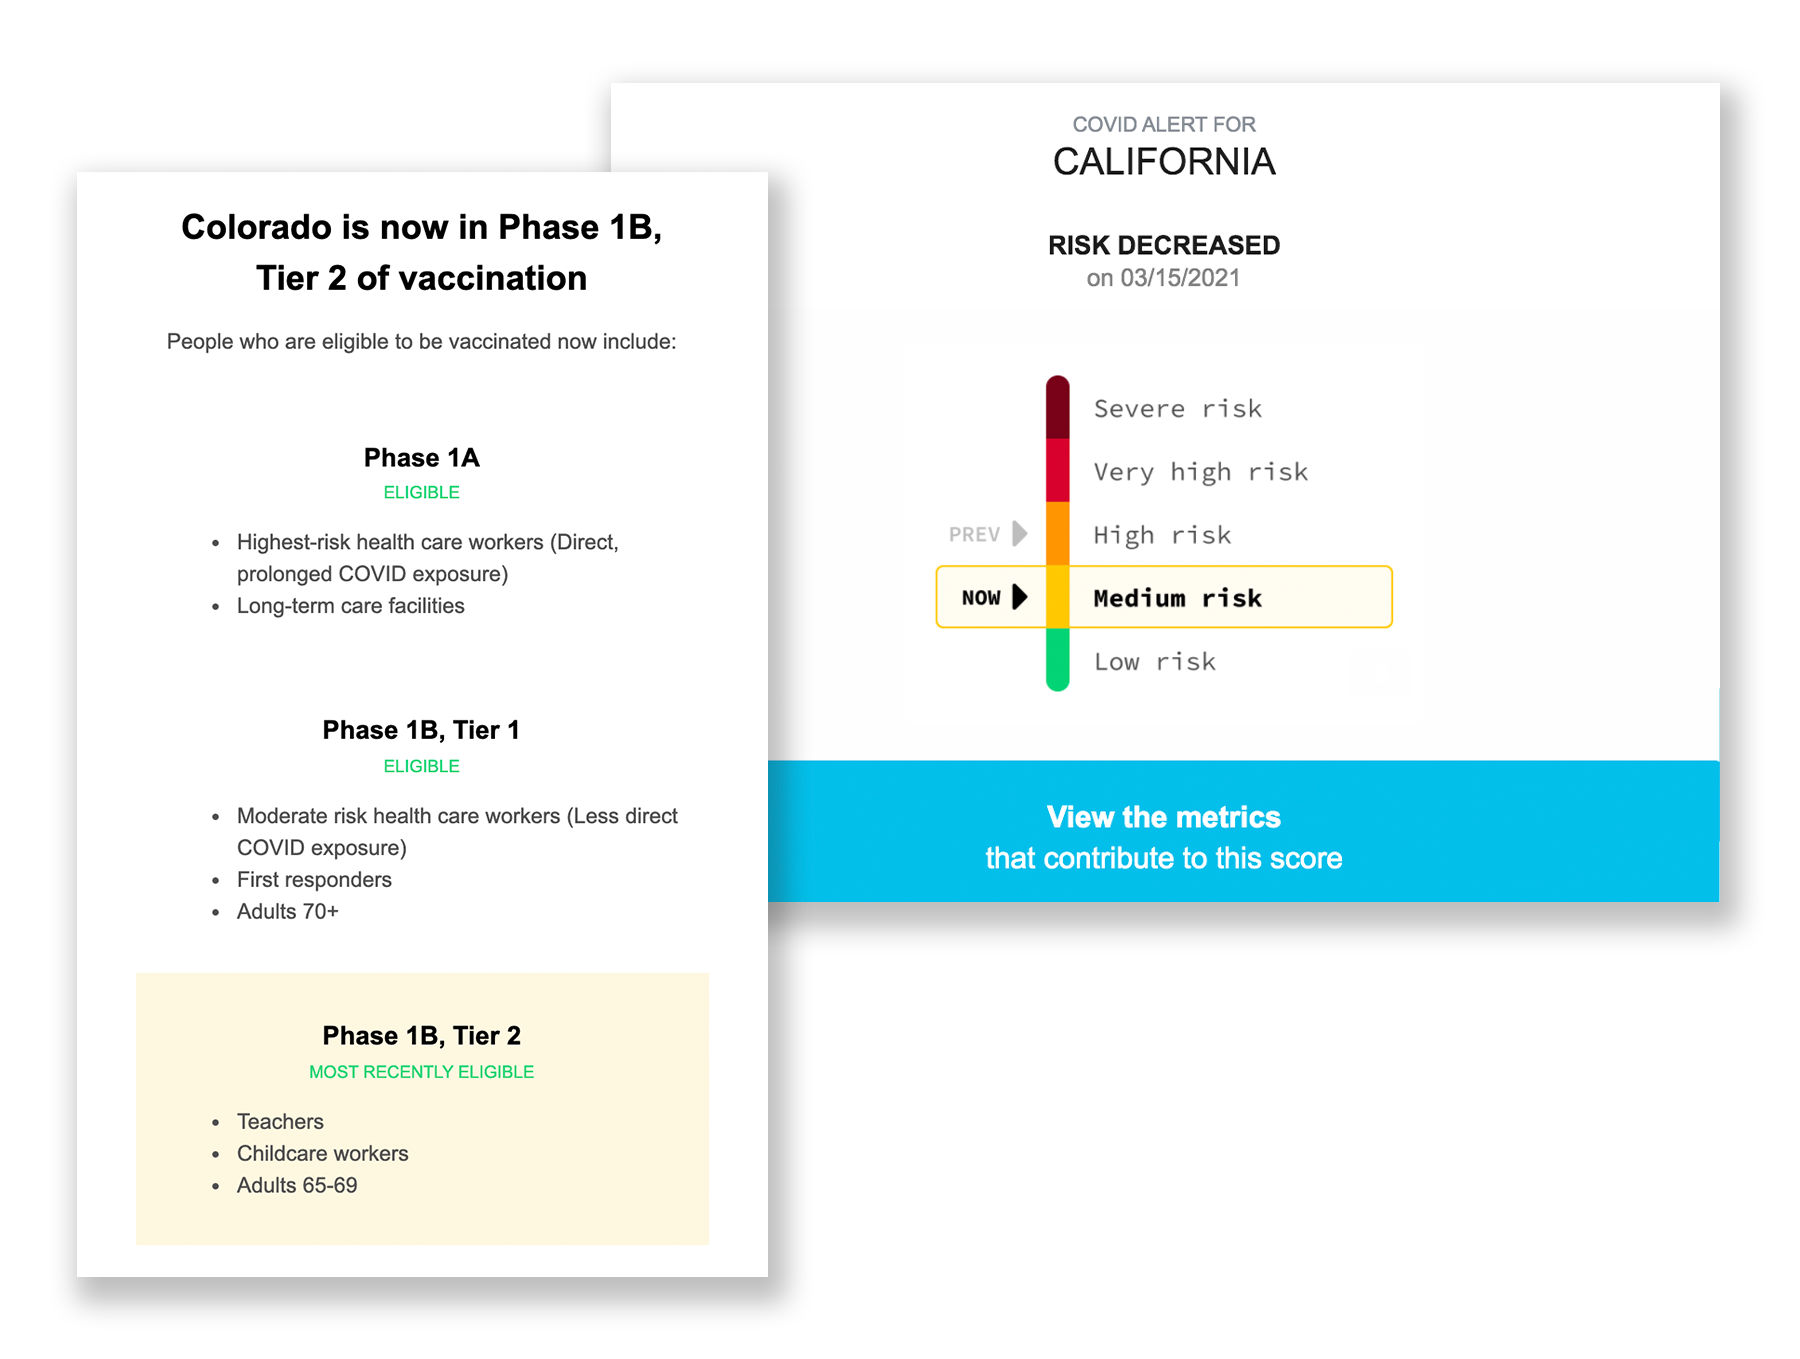 Colorado is now in Phase 1B,
Tier 2 of vaccination
People who are eligible to be vaccinated now include:
Phase 1A
ELIGIBLE
• Highest-risk health care workers (Direct,
prolonged COVID exposure)
• Long-term care facilities
Phase 1B, Tier 1
ELIGIBLE
• Moderate risk health care workers (Less direct
COVID exposure)
• First responders
• Adults 70+
Phase 1B, Tier 2
MOST RECENTLY ELIGIBLE
• Teachers
• Childcare workers
• Adults 65-69
COVID ALERT FOR
CALIFORNIA
RISK DECREASED
on 03/15/2021
Severe risk
Very high risk
PREV High risk
NOW Medium risk
Low risk
View the metrics
that contribute to this score